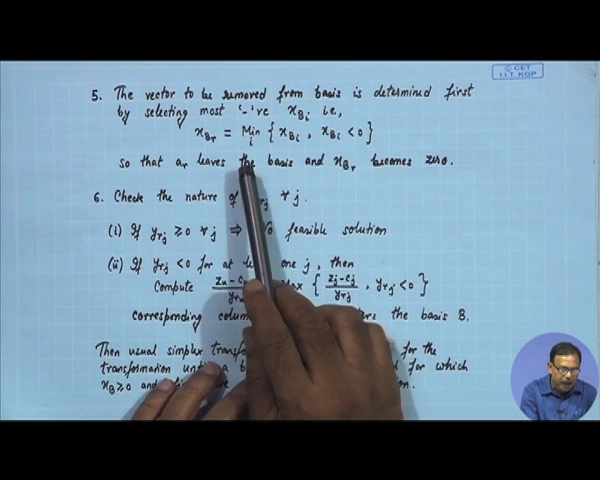 © CET
I.I.T. KGP
5. The vector to be removed from basis is determined first
by selecting most '-'ve x_Bi ie,
x_Br = Min_i { x_Bi , x_Bi < 0 }
so that a_r leaves the basis and x_Br becomes zero.
6. Check the nature of y_rj ∀ j.
(i) If y_rj ≥ 0 ∀ j ⇒ feasible solution
(ii) If y_rj < 0 for at one j, then
Compute { (z_j - c_j) / y_rj , y_rj < 0 }
corresponding the basis B.
Then usual simplex for the
transformation for which
x_B ≥ 0 and